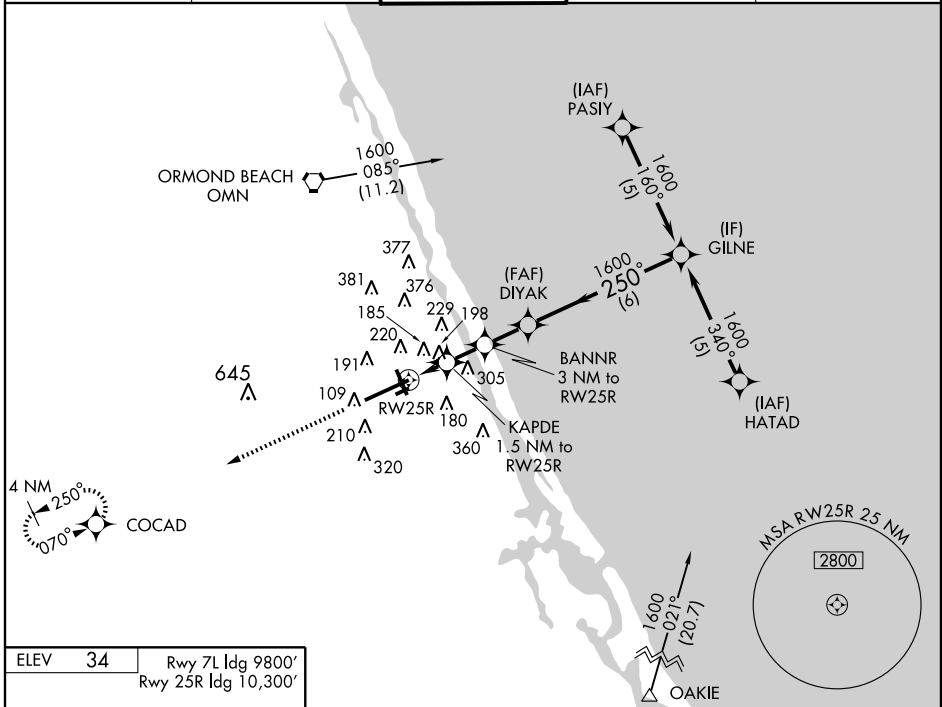 (IAF)
PASIY
1600
160°
(5)
1600
085°
(11.2)
ORMOND BEACH
OMN
(IF)
GILNE
377
381
376
(FAF)
DIYAK
1600
250°
(6)
185
229
198
220
1600
340°
(5)
191
BANNR
3 NM to
RW25R
645
305
109
RW25R
180
(IAF)
HATAD
210
360
KAPDE
1.5 NM to
RW25R
320
4 NM
250°
070°
COCAD
MSA RW25R 25 NM
2800
1600
021°
(20.7)
ELEV 34
Rwy 7L ldg 9800'
Rwy 25R ldg 10,300'
OAKIE